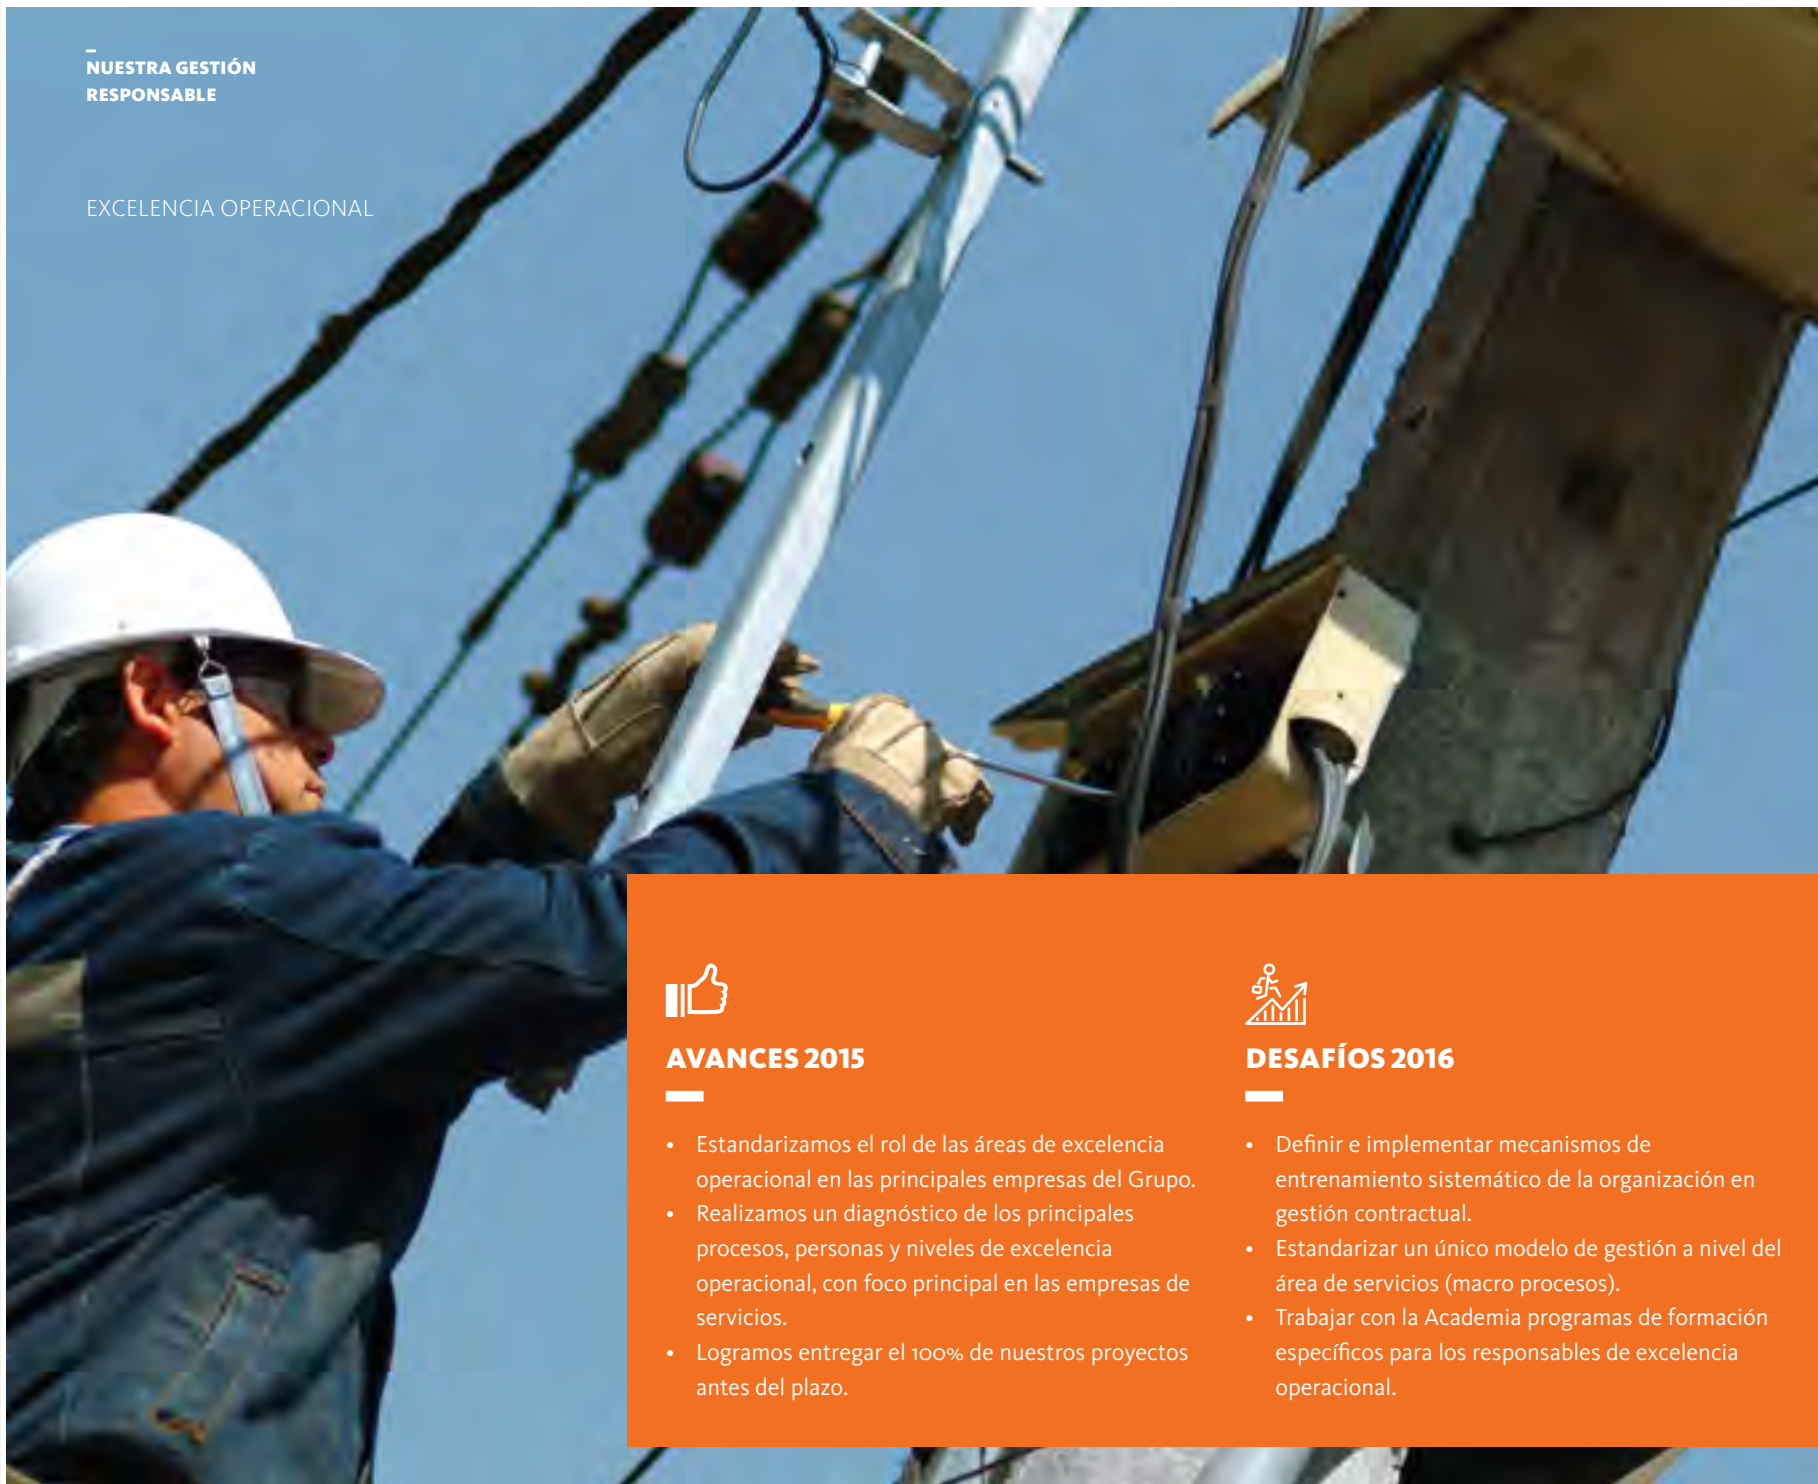 NUESTRA GESTIÓN
RESPONSABLE
EXCELENCIA OPERACIONAL
AVANCES 2015
• Estandarizamos el rol de las áreas de excelencia
operacional en las principales empresas del Grupo.
• Realizamos un diagnóstico de los principales
procesos, personas y niveles de excelencia
operacional, con foco principal en las empresas de
servicios.
• Logramos entregar el 100% de nuestros proyectos
antes del plazo.
DESAFÍOS 2016
• Definir e implementar mecanismos de
entrenamiento sistemático de la organización en
gestión contractual.
• Estandarizar un único modelo de gestión a nivel del
área de servicios (macro procesos).
• Trabajar con la Academia programas de formación
específicos para los responsables de excelencia
operacional.